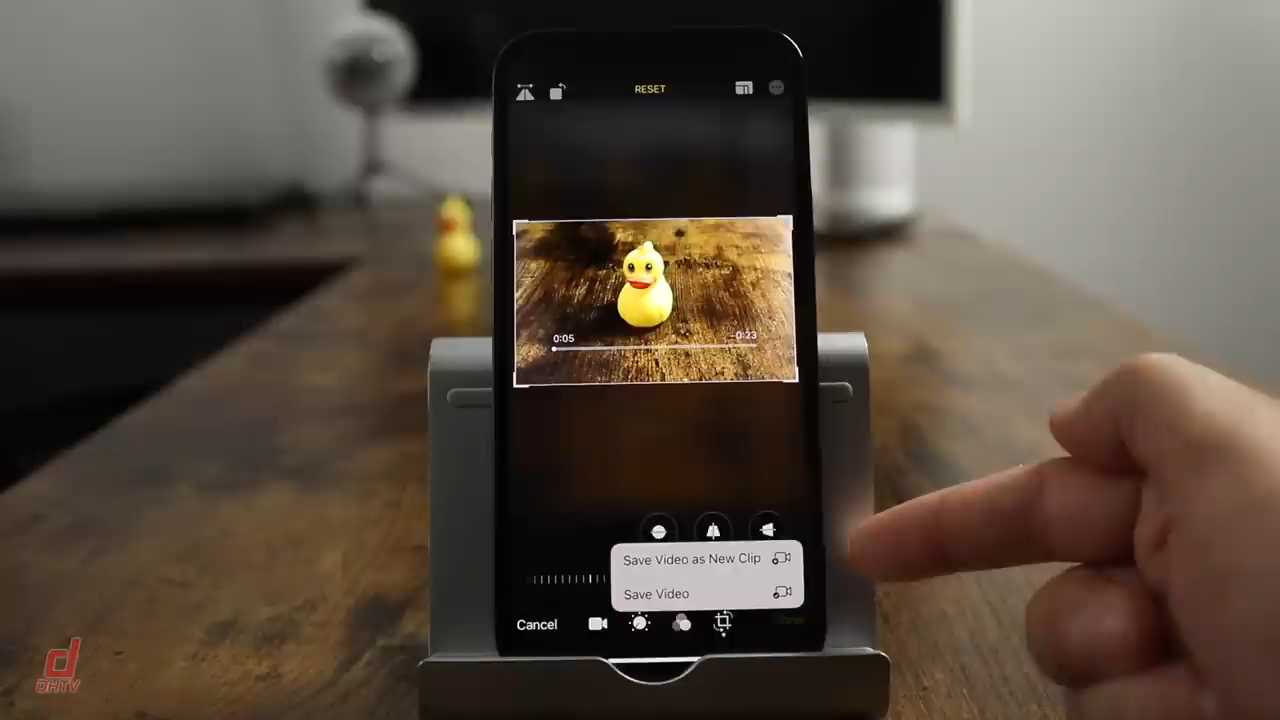 RESET
0:05
-0:23
Save Video as New Clip
Save Video
Cancel
DHTV